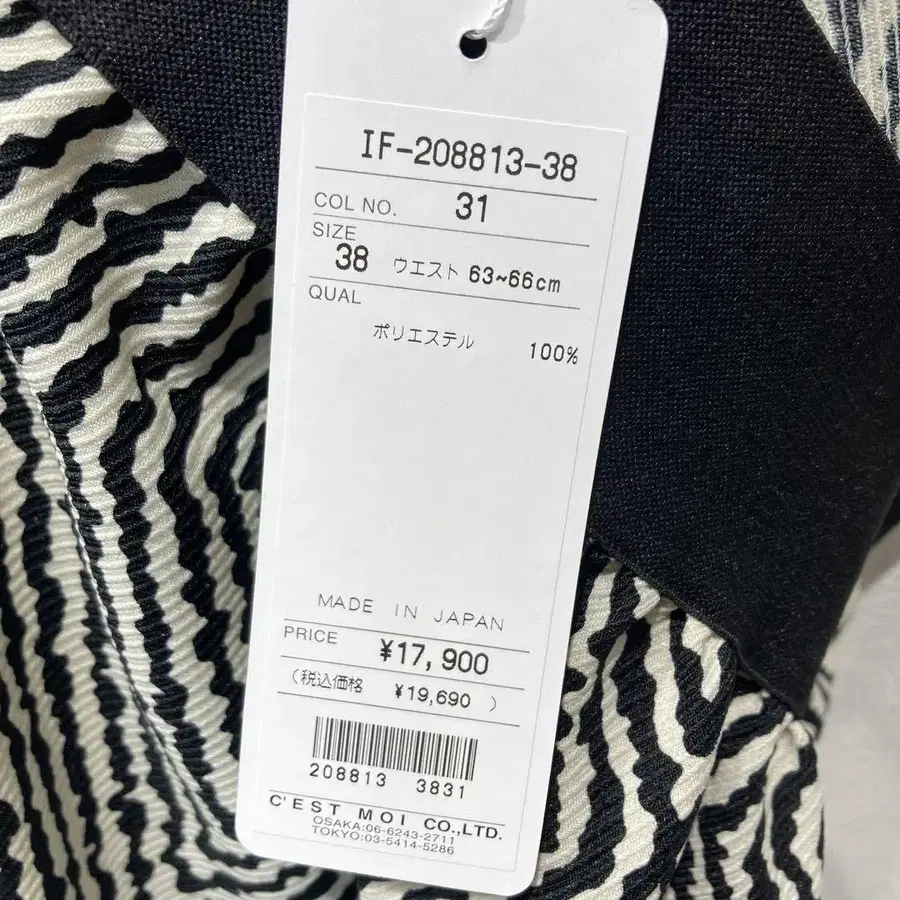 IF-208813-38
COL NO. 31
SIZE
38 ウエスト 63~66cm
QUAL
ポリエステル 100%
MADE IN JAPAN
PRICE ¥17,900
(税込価格 ¥19,690 )
208813 3831
C'EST MOI CO.,LTD.
OSAKA:06-6243-2711
TOKYO:03-5414-5286